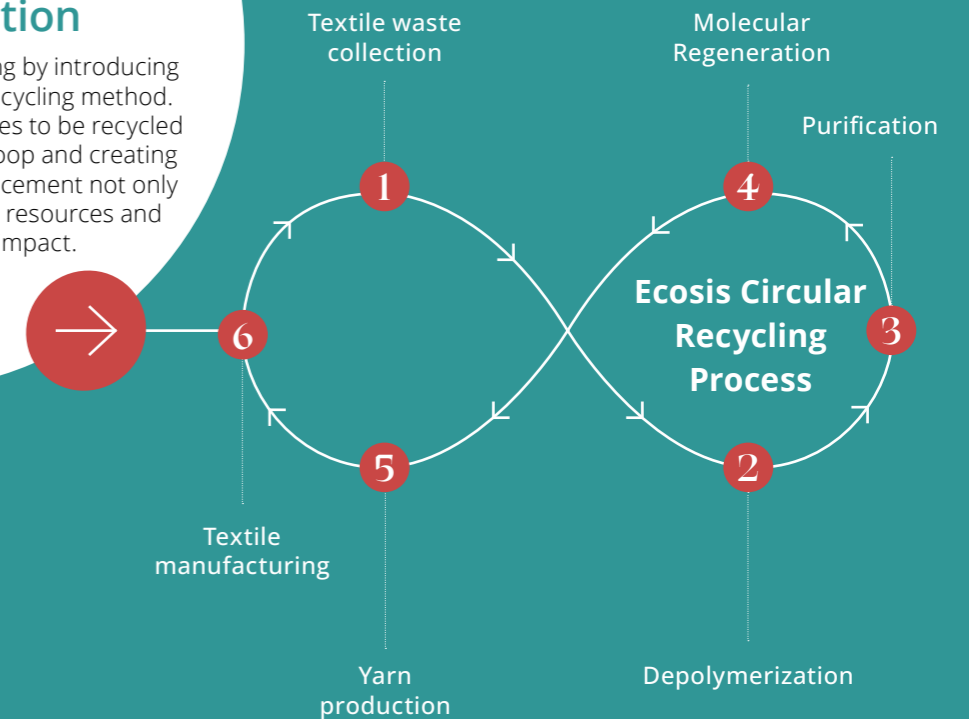 tion
ng by introducing
cycling method.
es to be recycled
oop and creating
cement not only
resources and
mpact.
Textile waste
collection
Molecular
Regeneration
Purification
1
4
Ecosis Circular
Recycling
Process
3
6
5
2
Textile
manufacturing
Yarn
production
Depolymerization